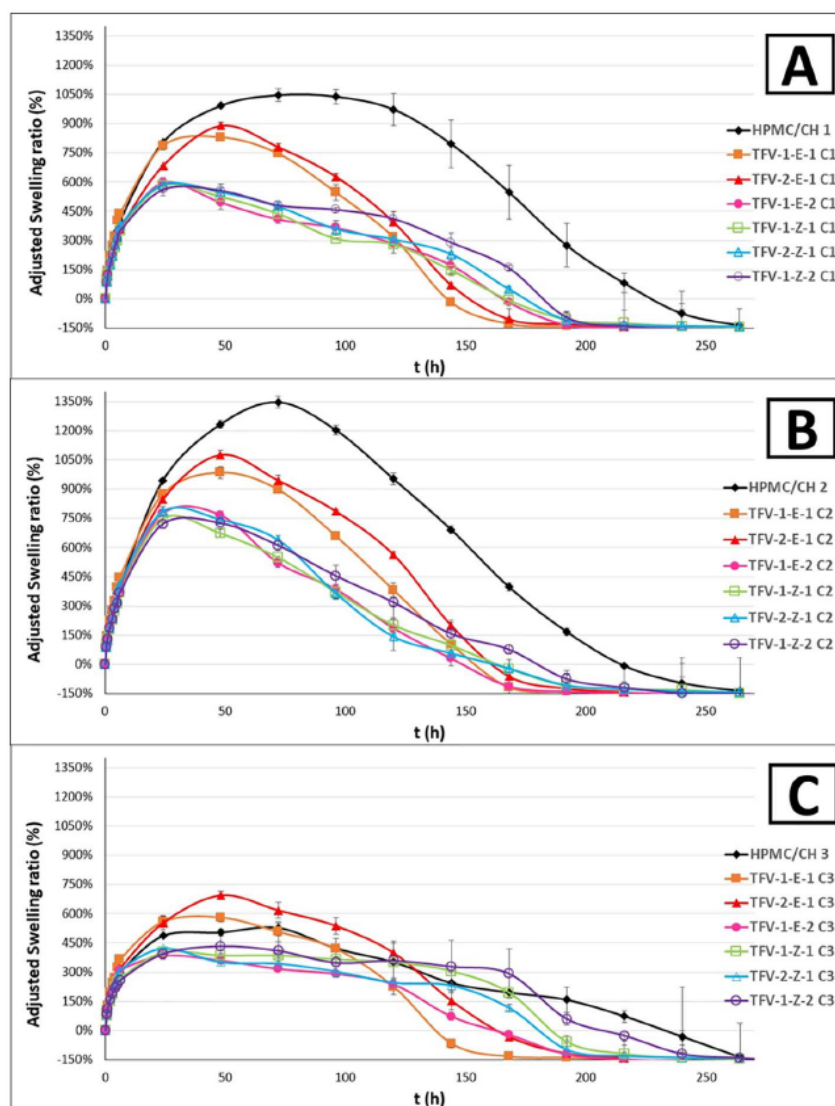 A
Adjusted Swelling ratio (%)
1350%
1200%
1050%
900%
750%
600%
450%
300%
150%
0%
-150%
0
50
100
150
200
250
t (h)
HPMC/CH 1
TFV-1-E-1 C1
TFV-2-E-1 C1
TFV-1-E-2 C1
TFV-1-Z-1 C1
TFV-2-Z-1 C1
TFV-1-Z-2 C1
B
Adjusted Swelling ratio (%)
1350%
1200%
1050%
900%
750%
600%
450%
300%
150%
0%
-150%
0
50
100
150
200
250
t (h)
HPMC/CH 2
TFV-1-E-1 C2
TFV-2-E-1 C2
TFV-1-E-2 C2
TFV-1-Z-1 C2
TFV-2-Z-1 C2
TFV-1-Z-2 C2
C
Adjusted Swelling ratio (%)
1350%
1200%
1050%
900%
750%
600%
450%
300%
150%
0%
-150%
0
50
100
150
200
250
t (h)
HPMC/CH 3
TFV-1-E-1 C3
TFV-2-E-1 C3
TFV-1-E-2 C3
TFV-1-Z-1 C3
TFV-2-Z-1 C3
TFV-1-Z-2 C3